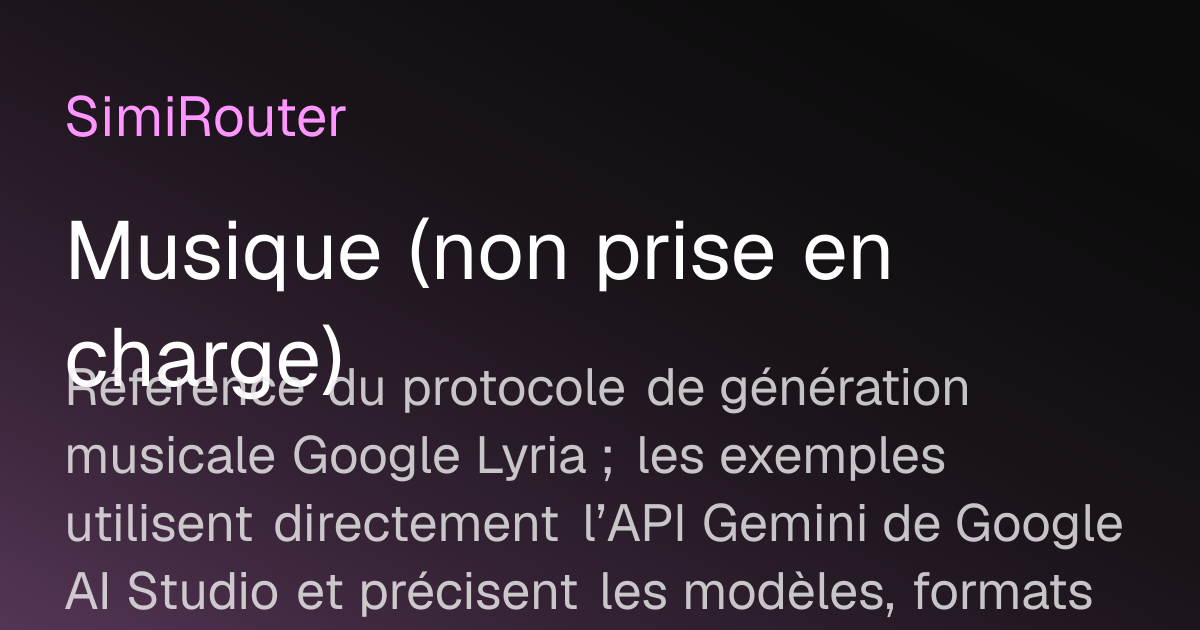 SimiRouter
Musique (non prise en
charge)
Référence du protocole de génération
musicale Google Lyria ; les exemples
utilisent directement l’API Gemini de Google
AI Studio et précisent les modèles, formats